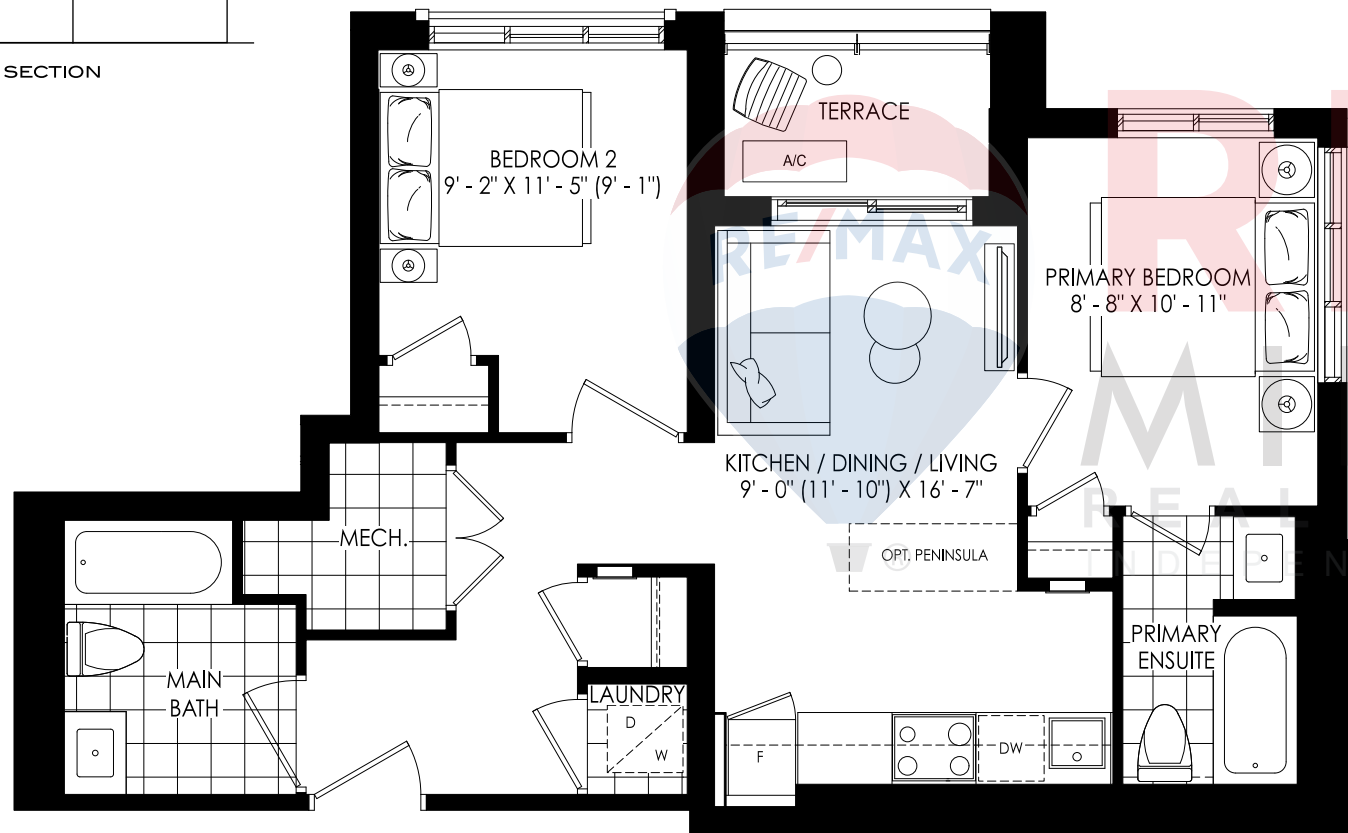 SECTION
TERRACE
A/C
BEDROOM 2
9' - 2" X 11' - 5" (9' - 1")
RE/MAX
PRIMARY BEDROOM
8' - 8" X 10' - 11"
KITCHEN / DINING / LIVING
9' - 0" (11' - 10") X 16' - 7"
MECH.
OPT. PENINSULA
®
PRIMARY
ENSUITE
MAIN
BATH
LAUNDRY
D
W
F
DW
R
MI
REAL
INDEPEN